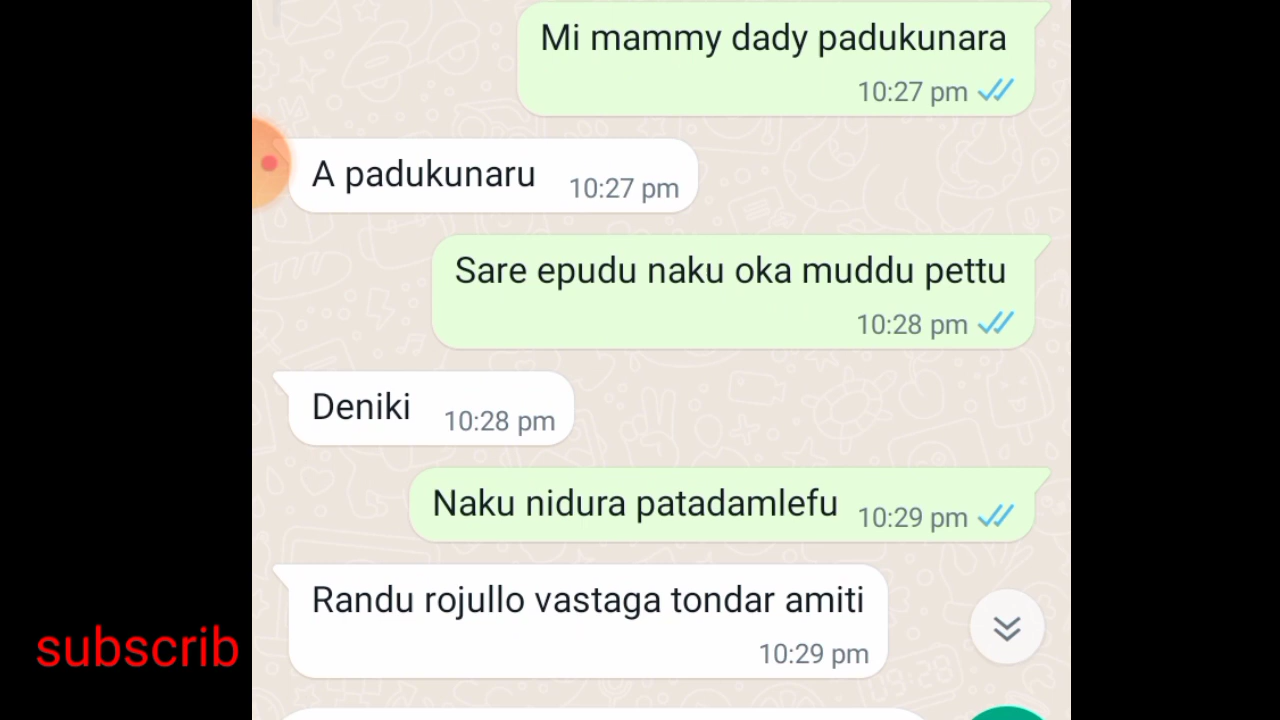 Mi mammy dady padukunara
10:27 pm
A padukunaru 10:27 pm
Sare epudu naku oka muddu pettu
10:28 pm
Deniki 10:28 pm
Naku nidura patadamlefu 10:29 pm
Randu rojullo vastaga tondar amiti
10:29 pm
subscrib